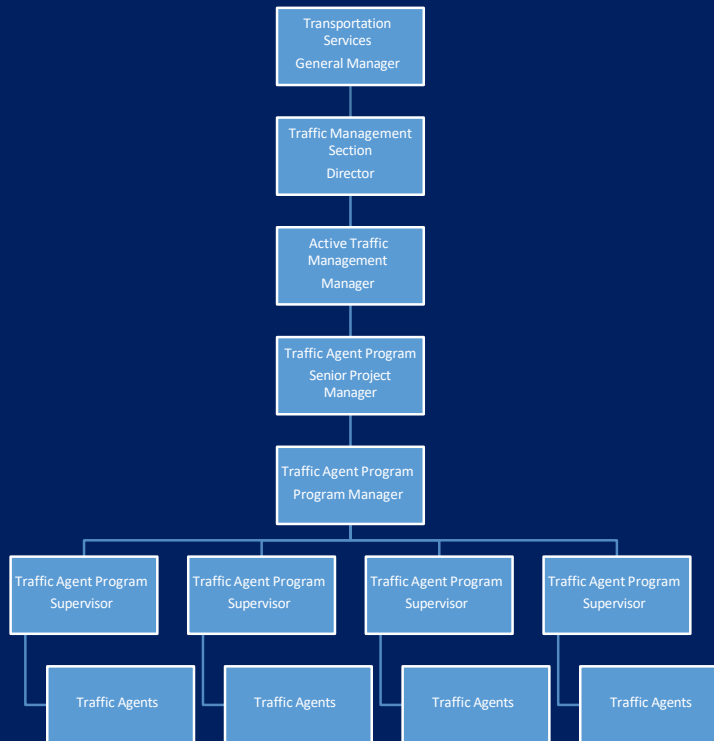 Transportation
Services
General Manager
Traffic Management
Section
Director
Active Traffic
Management
Manager
Traffic Agent Program
Senior Project
Manager
Traffic Agent Program
Program Manager
Traffic Agent Program
Supervisor
Traffic Agent Program
Supervisor
Traffic Agent Program
Supervisor
Traffic Agent Program
Supervisor
Traffic Agents
Traffic Agents
Traffic Agents
Traffic Agents